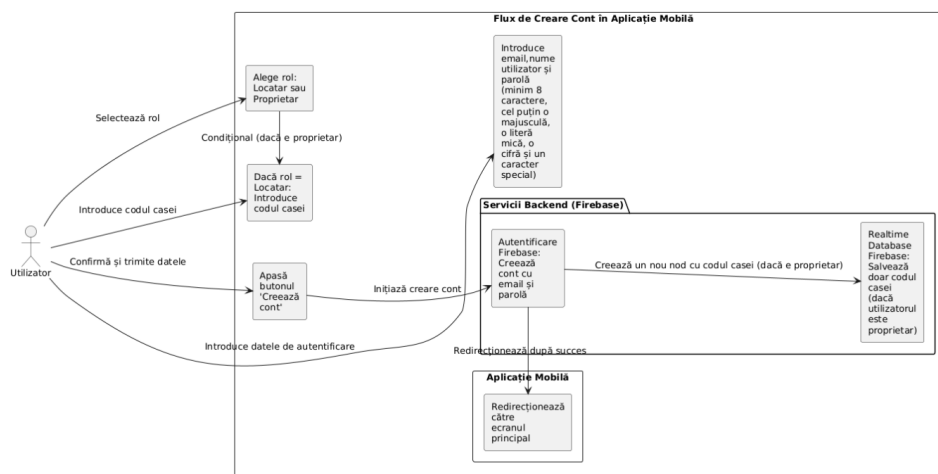 Flux de Creare Cont în Aplicație Mobilă
Alege rol:
Locatar sau
Proprietar
Selectează rol
Condițional (dacă e proprietar)
Dacă rol =
Locatar:
Introduce
codul casei
Introduce codul casei
Utilizator
Confirmă și trimite datele
Apasă
butonul
'Creează
cont'
Inițiază creare cont
Introduce datele de autentificare
Introduce
email,nume
utilizator și
parolă
(minim 8
caractere,
cel puțin o
majusculă,
o literă
mică, o
cifră și un
caracter
special)
Servicii Backend (Firebase)
Autentificare
Firebase:
Creează
cont cu
email și
parolă
Creează un nou nod cu codul casei (dacă e proprietar)
Realtime
Database
Firebase:
Salvează
doar codul
casei
(dacă
utilizatorul
este
proprietar)
Redirecționează după succes
Aplicație Mobilă
Redirecționează
către
ecranul
principal